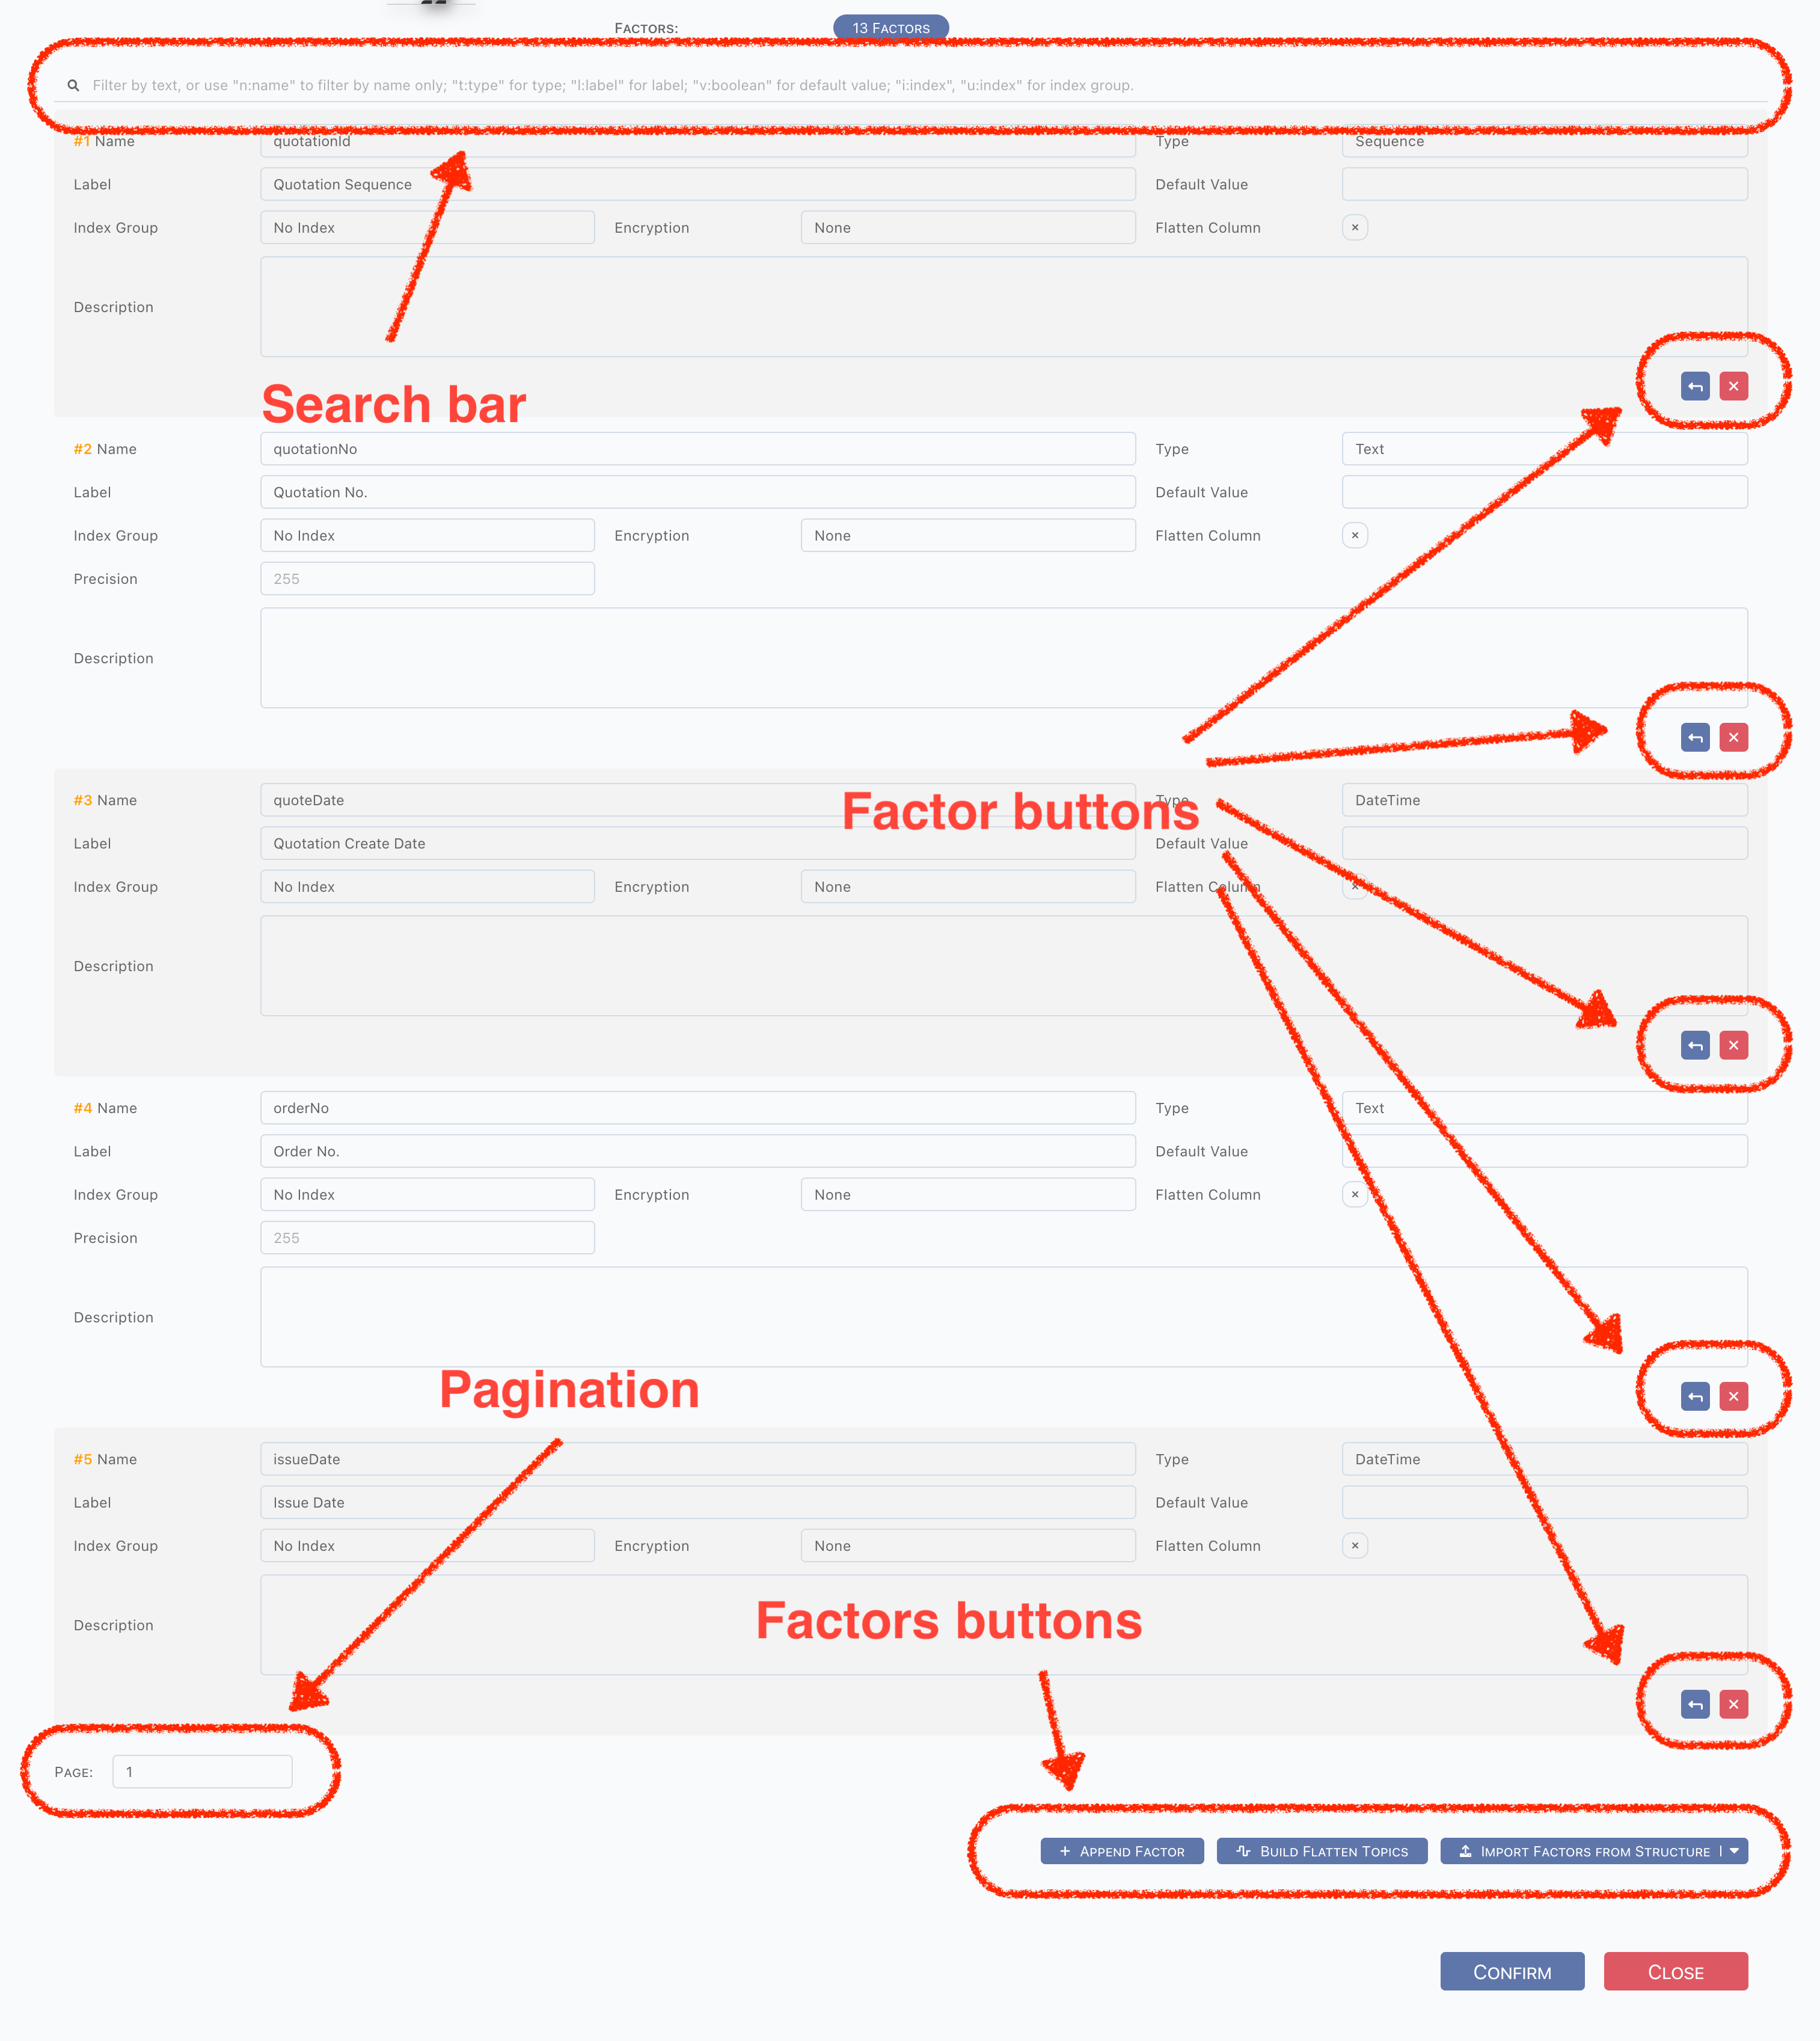 FACTORS: 13 FACTORS
Filter by text, or use "n:name" to filter by name only; "t:type" for type; "l:label" for label; "v:boolean" for default value; "i:index", "u:index" for index group.
#1 Name quotationId Type Sequence
Label Quotation Sequence Default Value
Index Group No Index Encryption None Flatten Column
Description
Search bar
#2 Name quotationNo Type Text
Label Quotation No. Default Value
Index Group No Index Encryption None Flatten Column
Precision 255
Description
#3 Name quoteDate Type DateTime
Factor buttons
Label Quotation Create Date Default Value
Index Group No Index Encryption None Flatten Column
Description
#4 Name orderNo Type Text
Label Order No. Default Value
Index Group No Index Encryption None Flatten Column
Precision 255
Description
Pagination
#5 Name issueDate Type DateTime
Label Issue Date Default Value
Index Group No Index Encryption None Flatten Column
Description
Factors buttons
PAGE: 1
APPEND FACTOR BUILD FLATTEN TOPICS IMPORT FACTORS FROM STRUCTURE
CONFIRM CLOSE